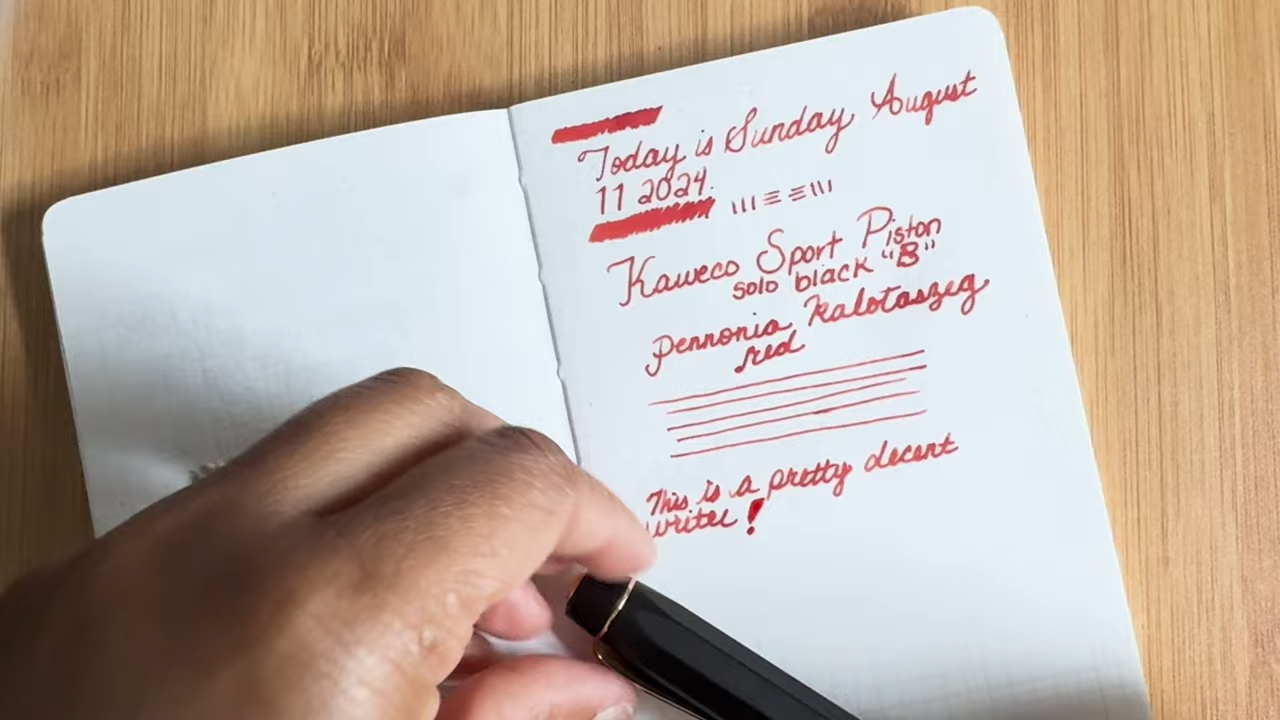 Today is Sunday August
11 2024.
Kaweco Sport Piston
solo black "B"
Pennonia Kalotaszeg
red
This is a pretty decent
writer!